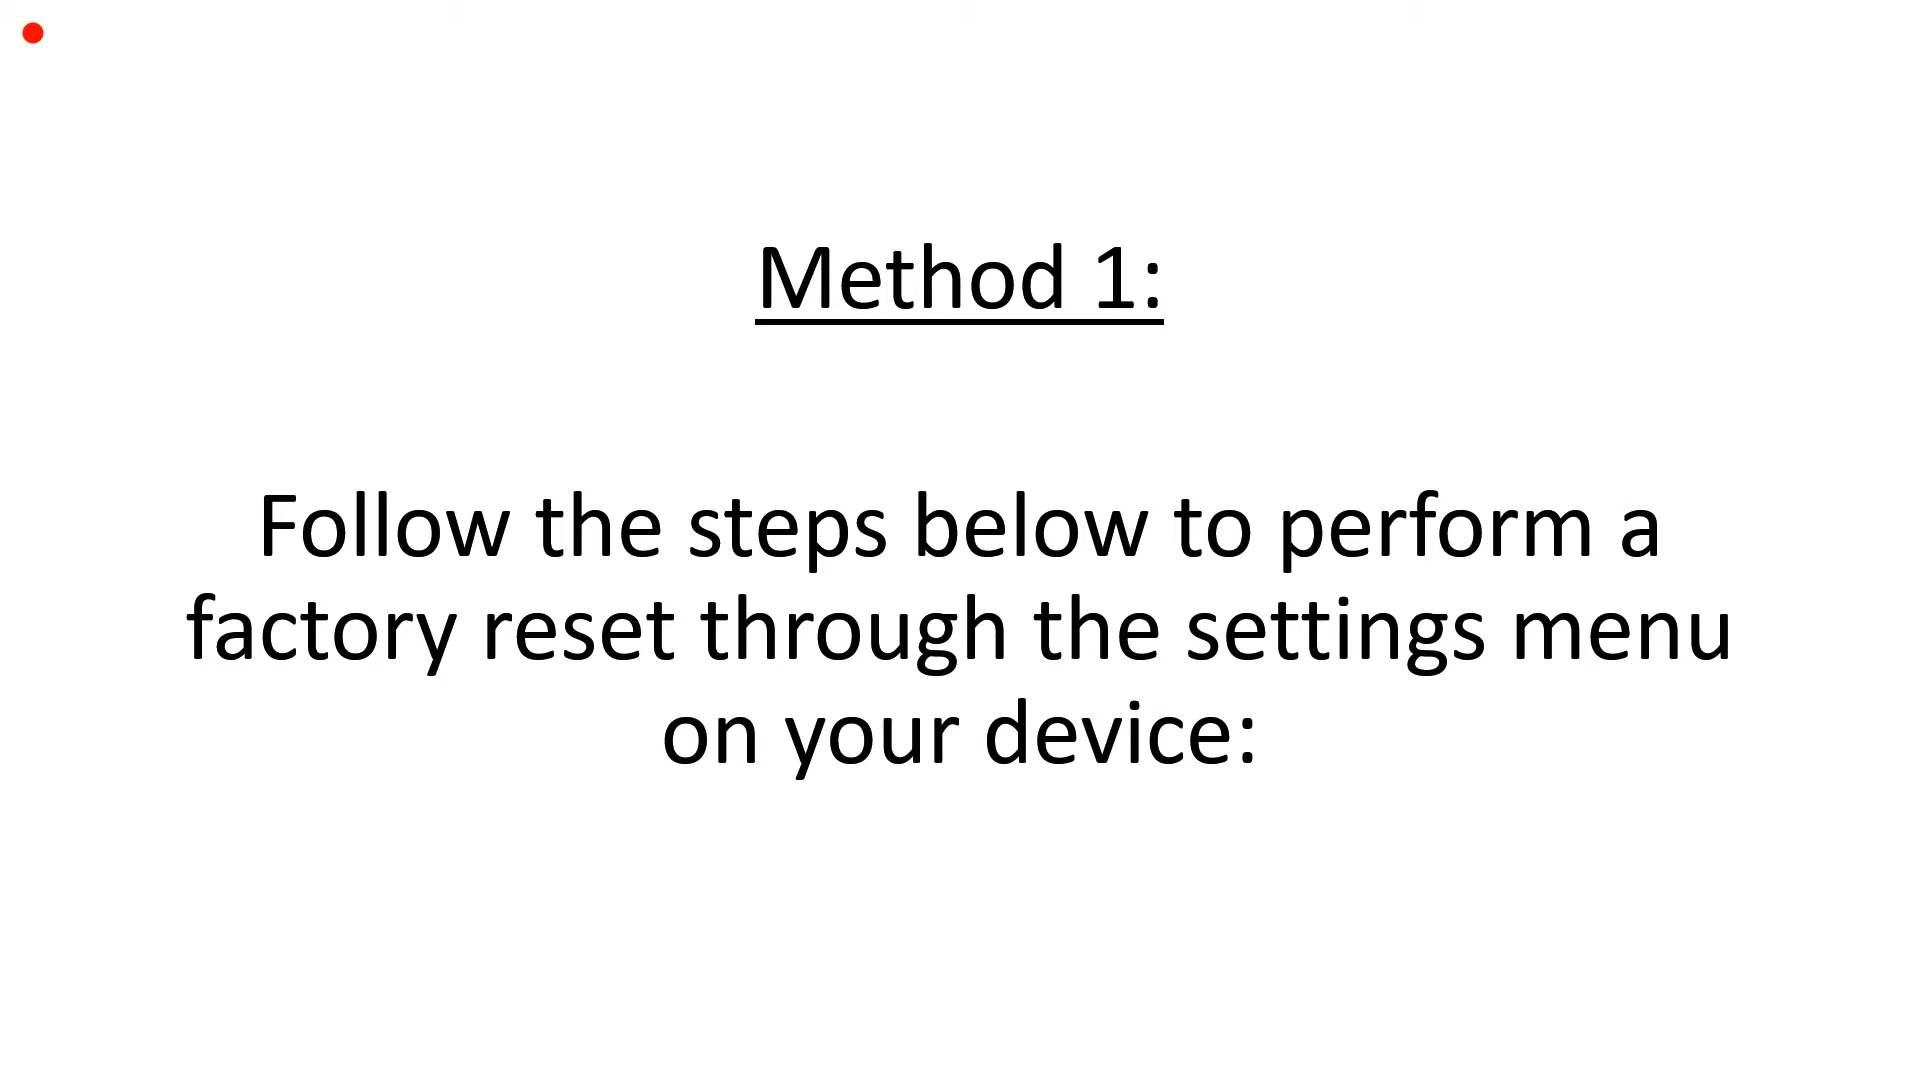 Method 1:
Follow the steps below to perform a
factory reset through the settings menu
on your device: